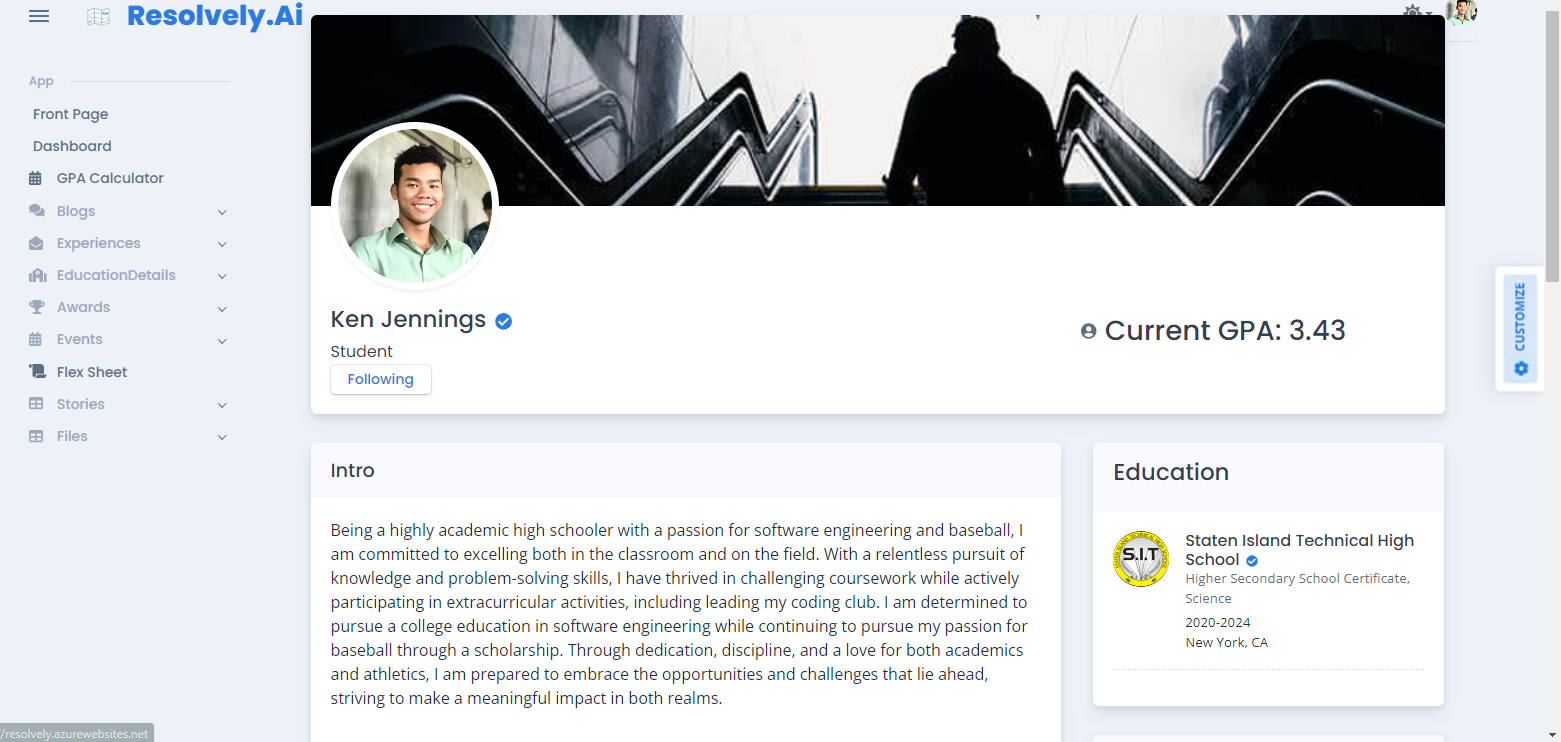 Resolvely.Ai
App
Front Page
Dashboard
GPA Calculator
Blogs
Experiences
EducationDetails
Awards
Events
Flex Sheet
Stories
Files
Ken Jennings
Student
Following
Current GPA: 3.43
CUSTOMIZE
Intro
Being a highly academic high schooler with a passion for software engineering and baseball, I
am committed to excelling both in the classroom and on the field. With a relentless pursuit of
knowledge and problem-solving skills, I have thrived in challenging coursework while actively
participating in extracurricular activities, including leading my coding club. I am determined to
pursue a college education in software engineering while continuing to pursue my passion for
baseball through a scholarship. Through dedication, discipline, and a love for both academics
and athletics, I am prepared to embrace the opportunities and challenges that lie ahead,
striving to make a meaningful impact in both realms.
Education
S.I.T
STATEN ISLAND TECHNICAL HIGH SCHOOL
Staten Island Technical High
School
Higher Secondary School Certificate,
Science
2020-2024
New York, CA
/resolvely.azurewebsites.net